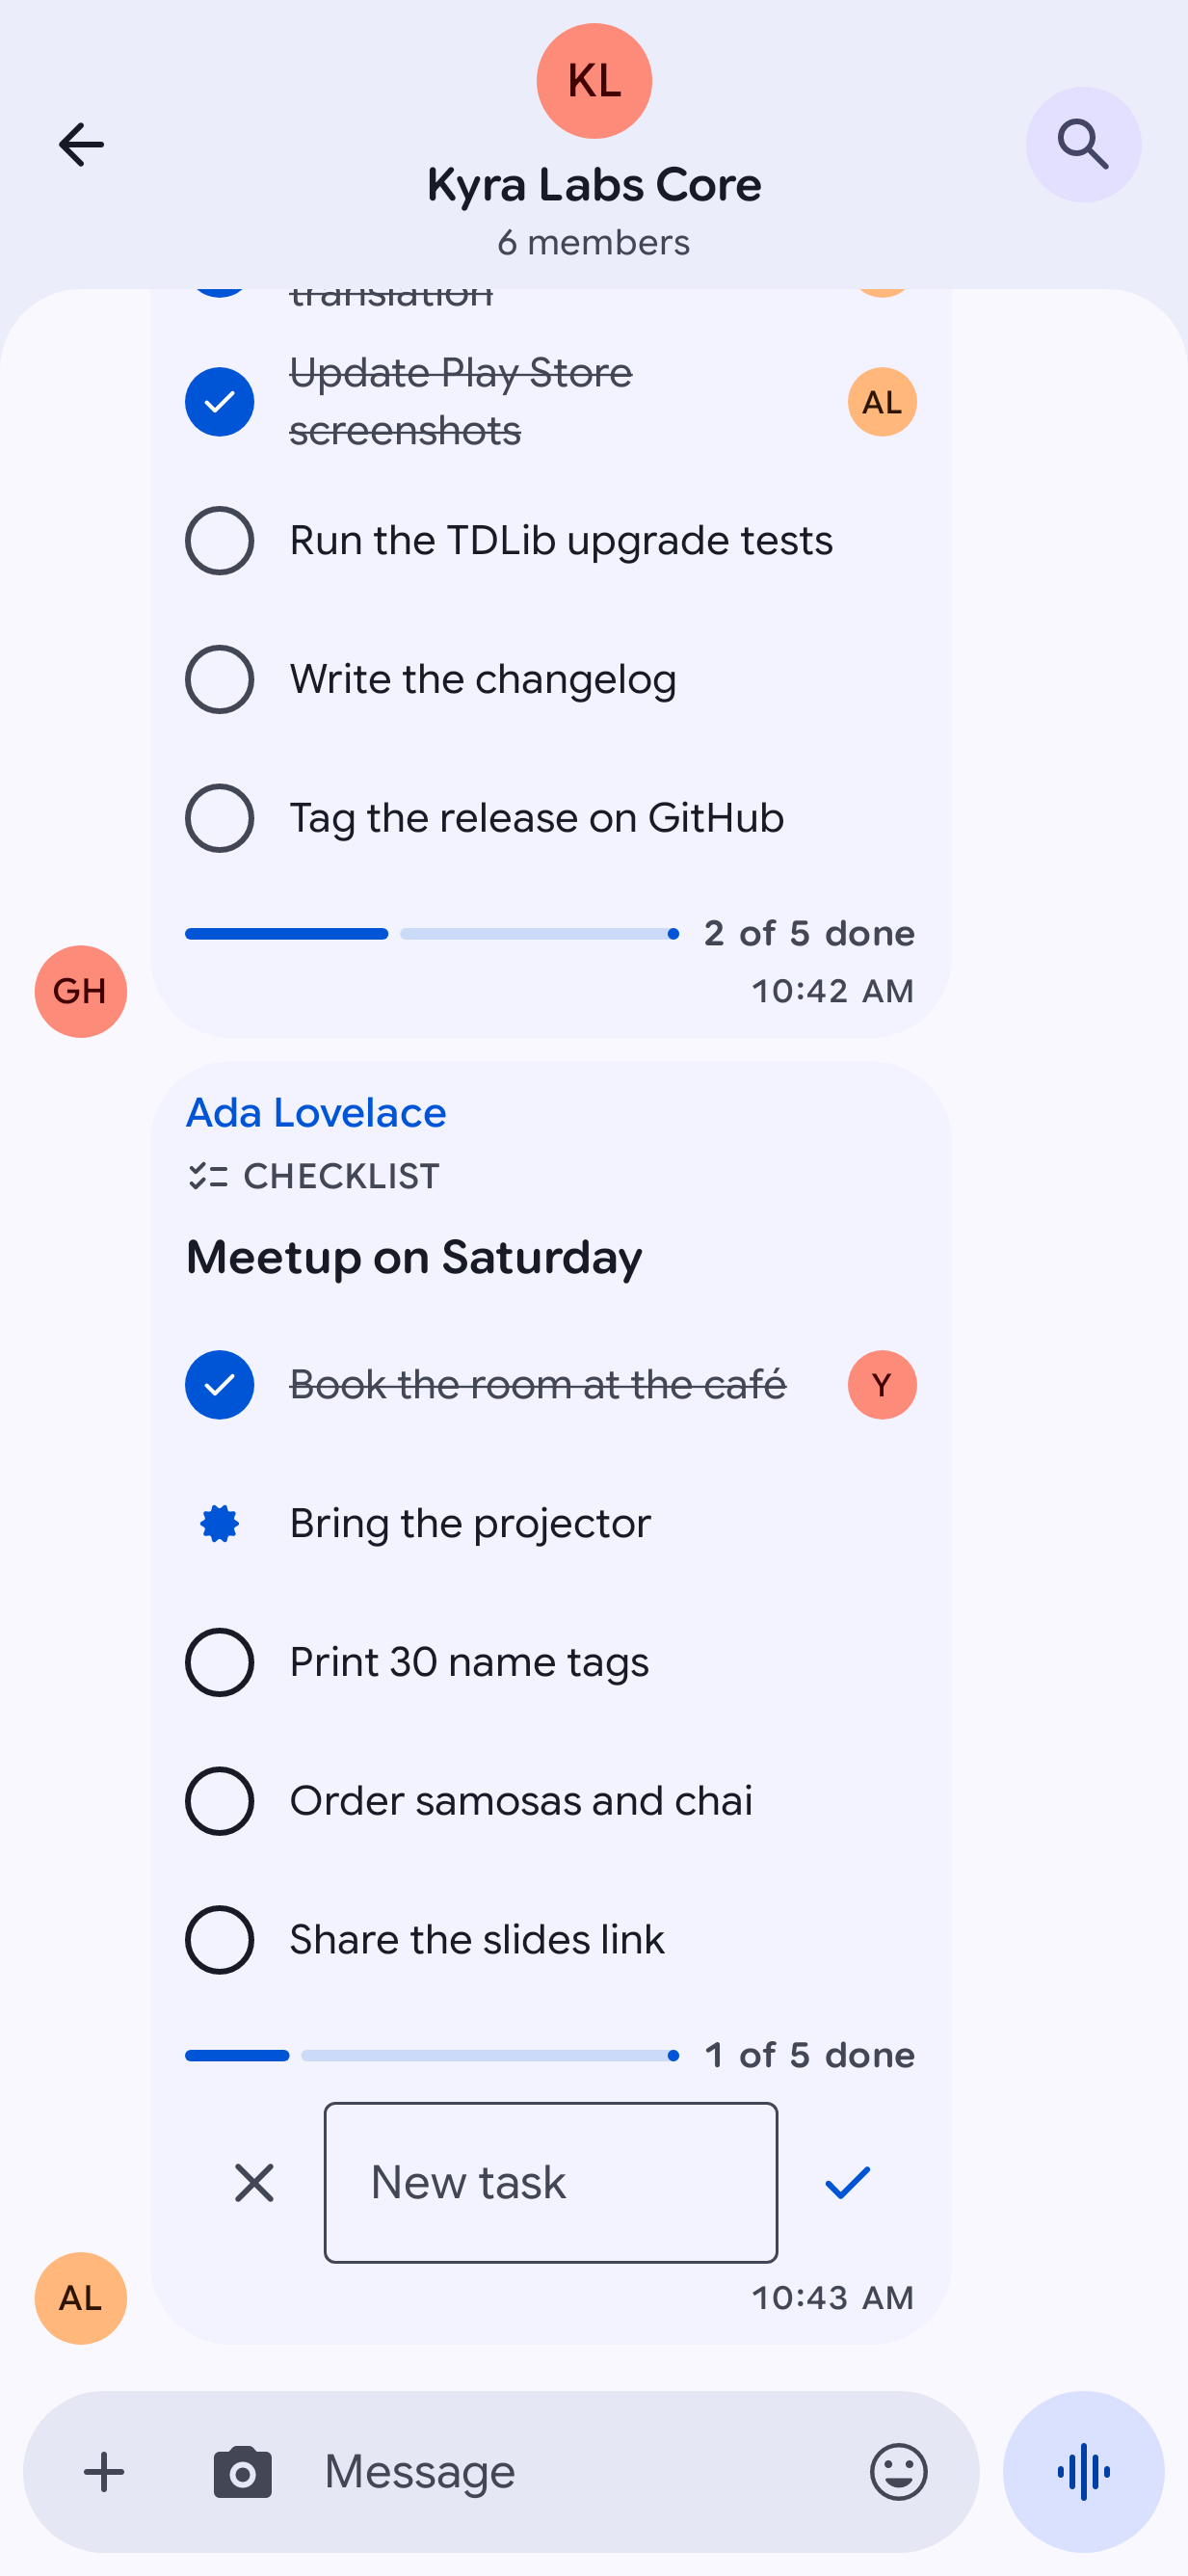 KL
Kyra Labs Core
6 members
translation
Update Play Store
screenshots
AL
Run the TDLib upgrade tests
Write the changelog
Tag the release on GitHub
2 of 5 done
10:42 AM
GH
Ada Lovelace
CHECKLIST
Meetup on Saturday
Book the room at the café
Y
Bring the projector
Print 30 name tags
Order samosas and chai
Share the slides link
1 of 5 done
New task
10:43 AM
AL
Message